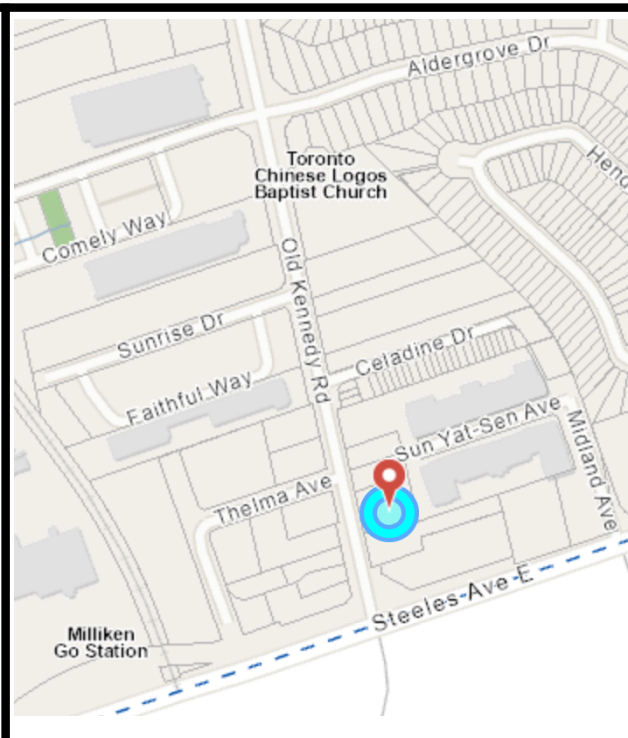 Aldergrove Dr
Toronto
Chinese Logos
Baptist Church
Comely Way
Old Kennedy Rd
Sunrise Dr
Celadine Dr
Faithful Way
Sun Yat-Sen Ave
Midland Ave
Thelma Ave
Steeles Ave E
Milliken
Go Station